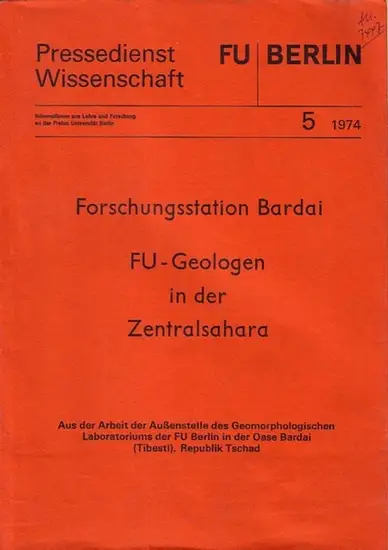 Pressedienst
Wissenschaft
FU BERLIN
Informationen aus Lehre und Forschung
an der Freien Universität Berlin
5 1974
Forschungsstation Bardai
FU-Geologen
in der
Zentralsahara
Aus der Arbeit der Außenstelle des Geomorphologischen
Laboratoriums der FU Berlin in der Oase Bardai
(Tibesti), Republik Tschad